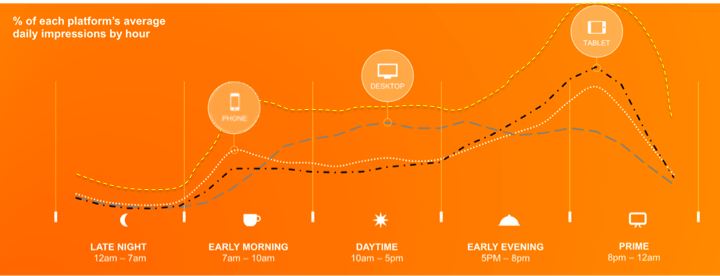 % of each platform's average
daily impressions by hour
TABLET
DESKTOP
PHONE
LATE NIGHT
12am – 7am
EARLY MORNING
7am – 10am
DAYTIME
10am – 5pm
EARLY EVENING
5PM – 8pm
PRIME
8pm – 12am